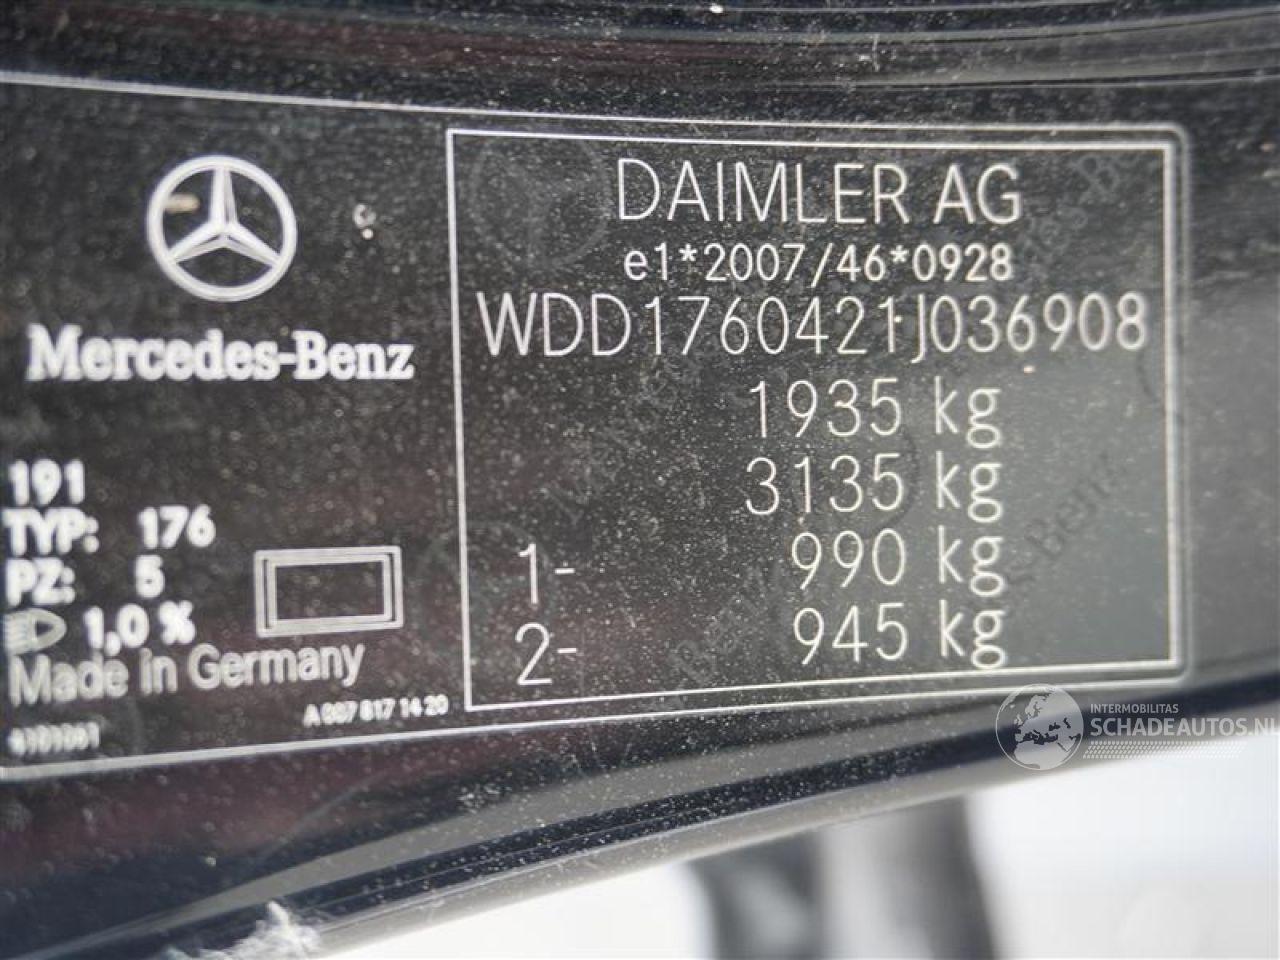 DAIMLER AG
e1*2007/46*0928
WDD1760421J036908
1935 kg
3135 kg
1- 990 kg
2- 945 kg
Mercedes-Benz
191
TYP: 176
PZ: 5
1,0 %
Made in Germany
A 007 817 14 20
INTERMOBILITAS
SCHADEAUTOS.NL